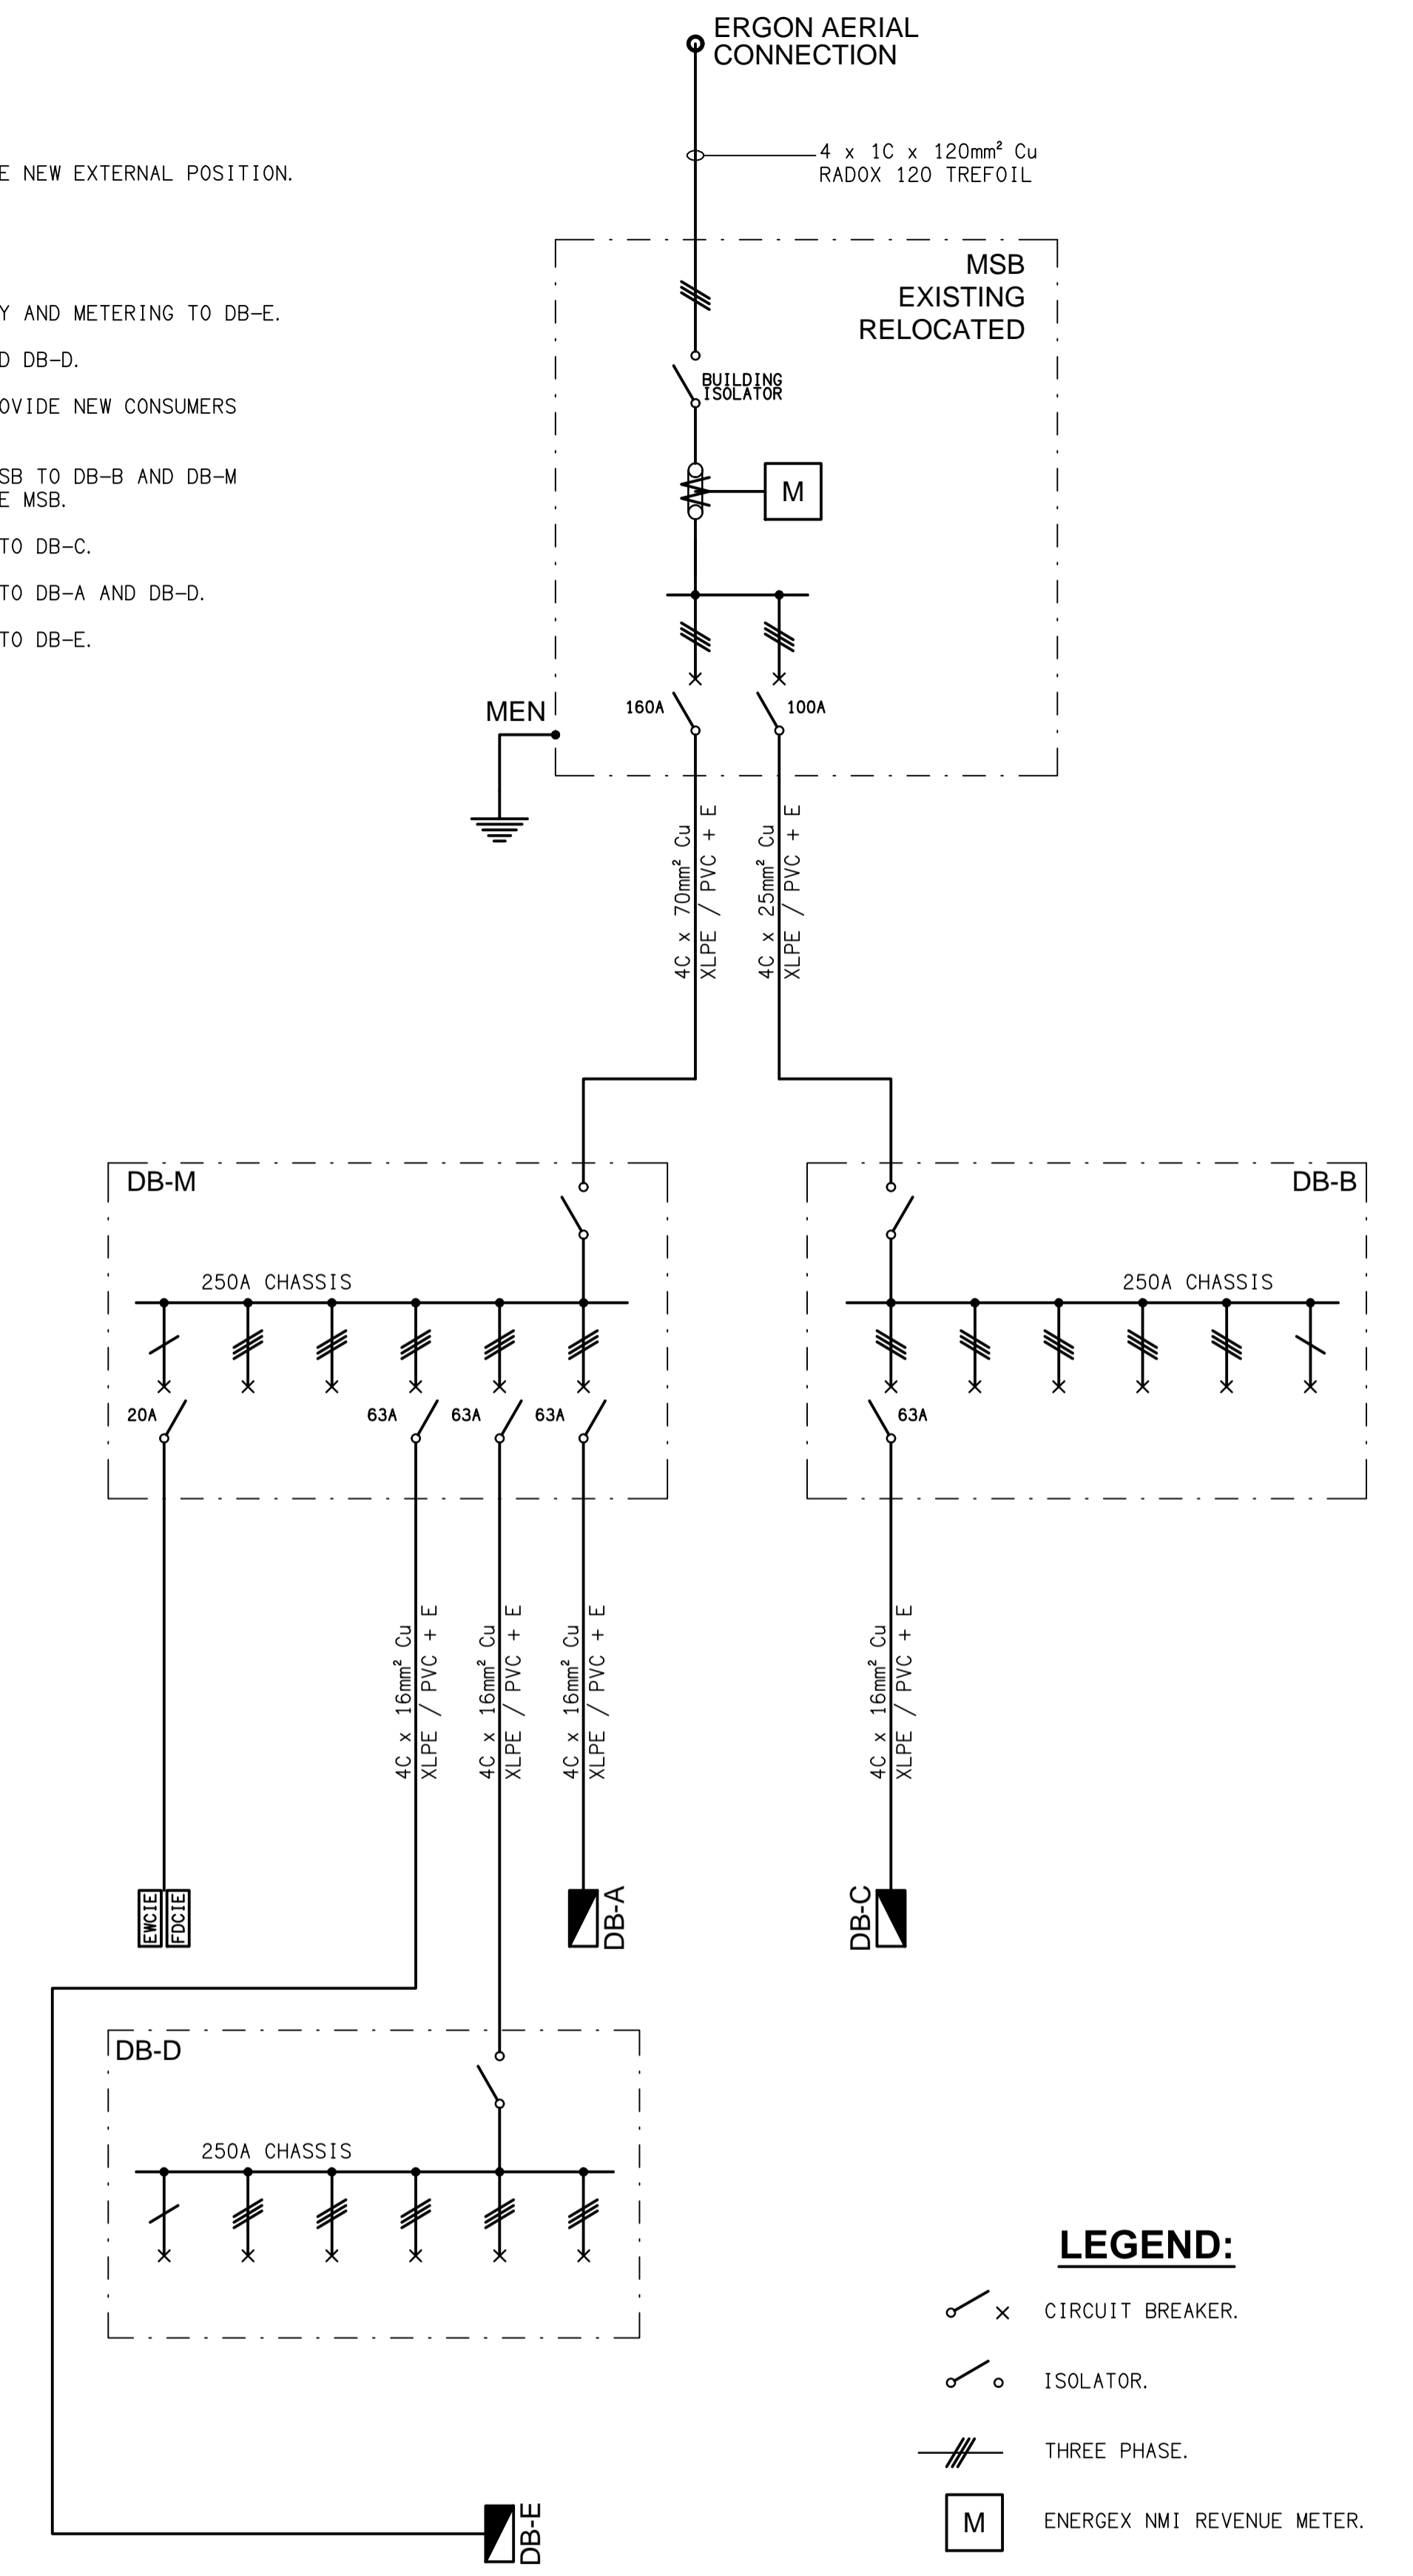 ERGON AERIAL
CONNECTION
4 x 1C x 120mm² Cu
RADOX 120 TREFOIL
E NEW EXTERNAL POSITION.
Y AND METERING TO DB-E.
D DB-D.
OVIDE NEW CONSUMERS
SB TO DB-B AND DB-M
E MSB.
TO DB-C.
TO DB-A AND DB-D.
TO DB-E.
MSB
EXISTING
RELOCATED
BUILDING
ISOLATOR
M
160A
100A
MEN
4C x 70mm² Cu
XLPE / PVC + E
4C x 25mm² Cu
XLPE / PVC + E
DB-M
250A CHASSIS
20A
63A
63A
63A
DB-B
250A CHASSIS
63A
4C x 16mm² Cu
XLPE / PVC + E
4C x 16mm² Cu
XLPE / PVC + E
4C x 16mm² Cu
XLPE / PVC + E
4C x 16mm² Cu
XLPE / PVC + E
EWCIE
FDCIE
DB-A
DB-C
DB-D
250A CHASSIS
DB-E
LEGEND:
CIRCUIT BREAKER.
ISOLATOR.
THREE PHASE.
M
ENERGEX NMI REVENUE METER.